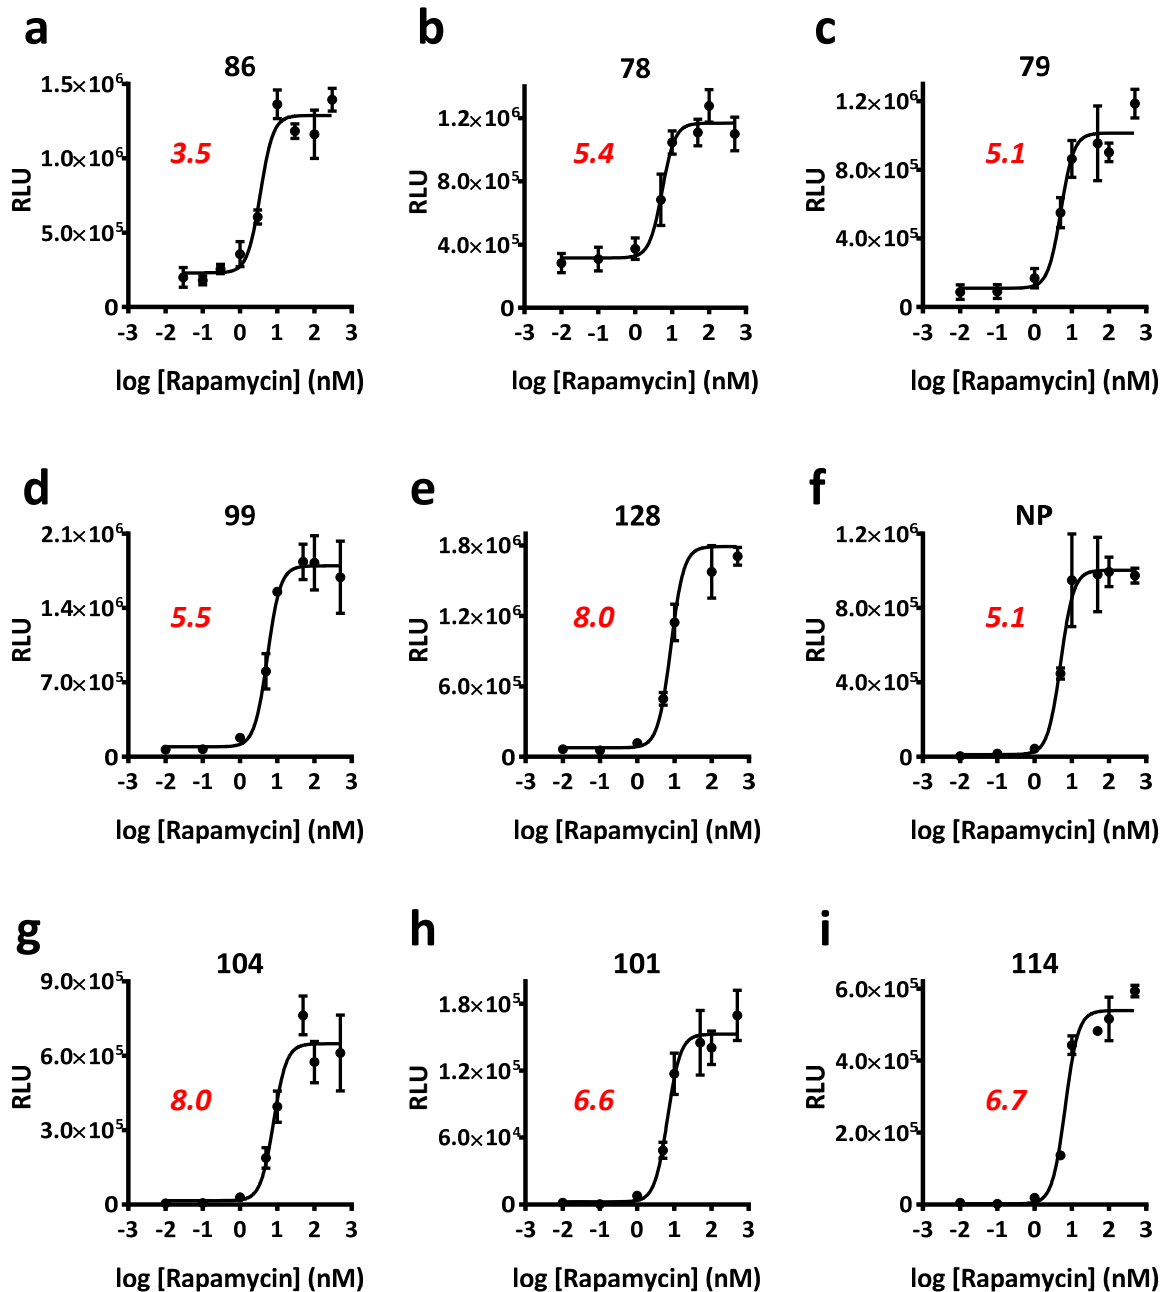 a
86
1.5×10⁶
1.0×10⁶
5.0×10⁵
0
RLU
3.5
-3 -2 -1 0 1 2 3
log [Rapamycin] (nM)
b
78
1.2×10⁶
8.0×10⁵
4.0×10⁵
0
RLU
5.4
-3 -2 -1 0 1 2 3
log [Rapamycin] (nM)
c
79
1.2×10⁶
8.0×10⁵
4.0×10⁵
0
RLU
5.1
-3 -2 -1 0 1 2 3
log [Rapamycin] (nM)
d
99
2.1×10⁶
1.4×10⁶
7.0×10⁵
0
RLU
5.5
-3 -2 -1 0 1 2 3
log [Rapamycin] (nM)
e
128
1.8×10⁶
1.2×10⁶
6.0×10⁵
0
RLU
8.0
-3 -2 -1 0 1 2 3
log [Rapamycin] (nM)
f
NP
1.2×10⁶
8.0×10⁵
4.0×10⁵
0
RLU
5.1
-3 -2 -1 0 1 2 3
log [Rapamycin] (nM)
g
104
9.0×10⁵
6.0×10⁵
3.0×10⁵
0
RLU
8.0
-3 -2 -1 0 1 2 3
log [Rapamycin] (nM)
h
101
1.8×10⁵
1.2×10⁵
6.0×10⁴
0
RLU
6.6
-3 -2 -1 0 1 2 3
log [Rapamycin] (nM)
i
114
6.0×10⁵
4.0×10⁵
2.0×10⁵
0
RLU
6.7
-3 -2 -1 0 1 2 3
log [Rapamycin] (nM)